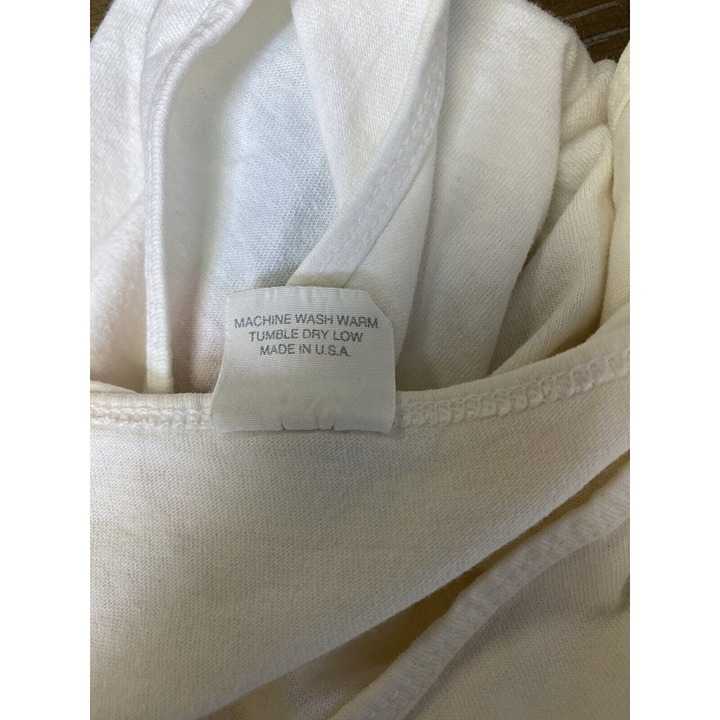 MACHINE WASH WARM
TUMBLE DRY LOW
MADE IN U.S.A.